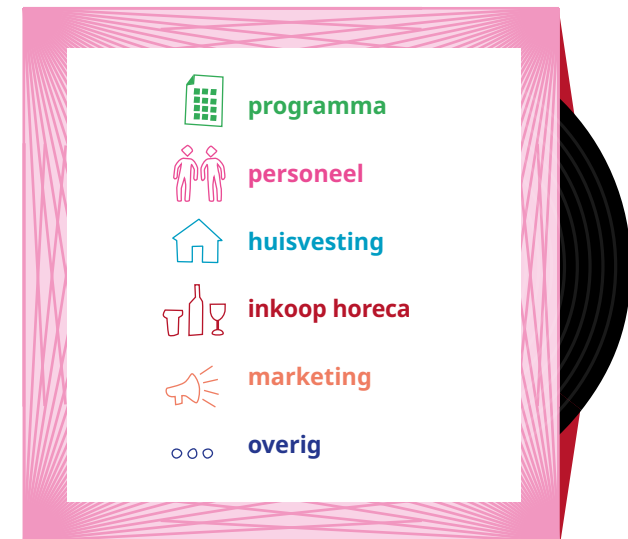 programma
personeel
huisvesting
inkoop horeca
marketing
overig